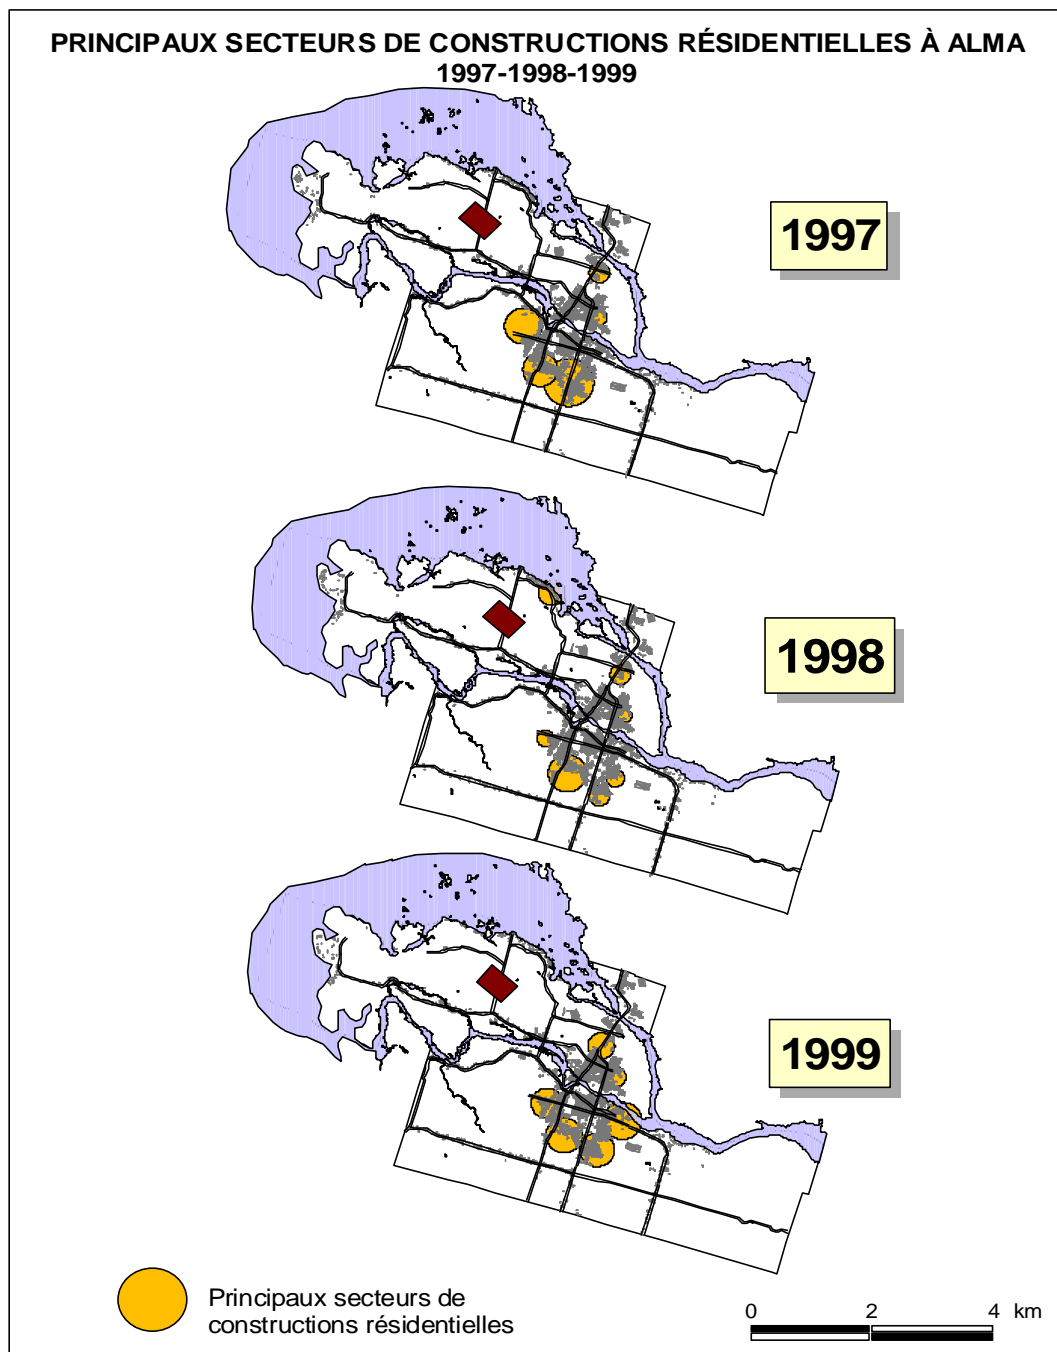 PRINCIPAUX SECTEURS DE CONSTRUCTIONS RÉSIDENTIELLES À ALMA
1997-1998-1999
1997
1998
1999
Principaux secteurs de
constructions résidentielles
0 2 4 km